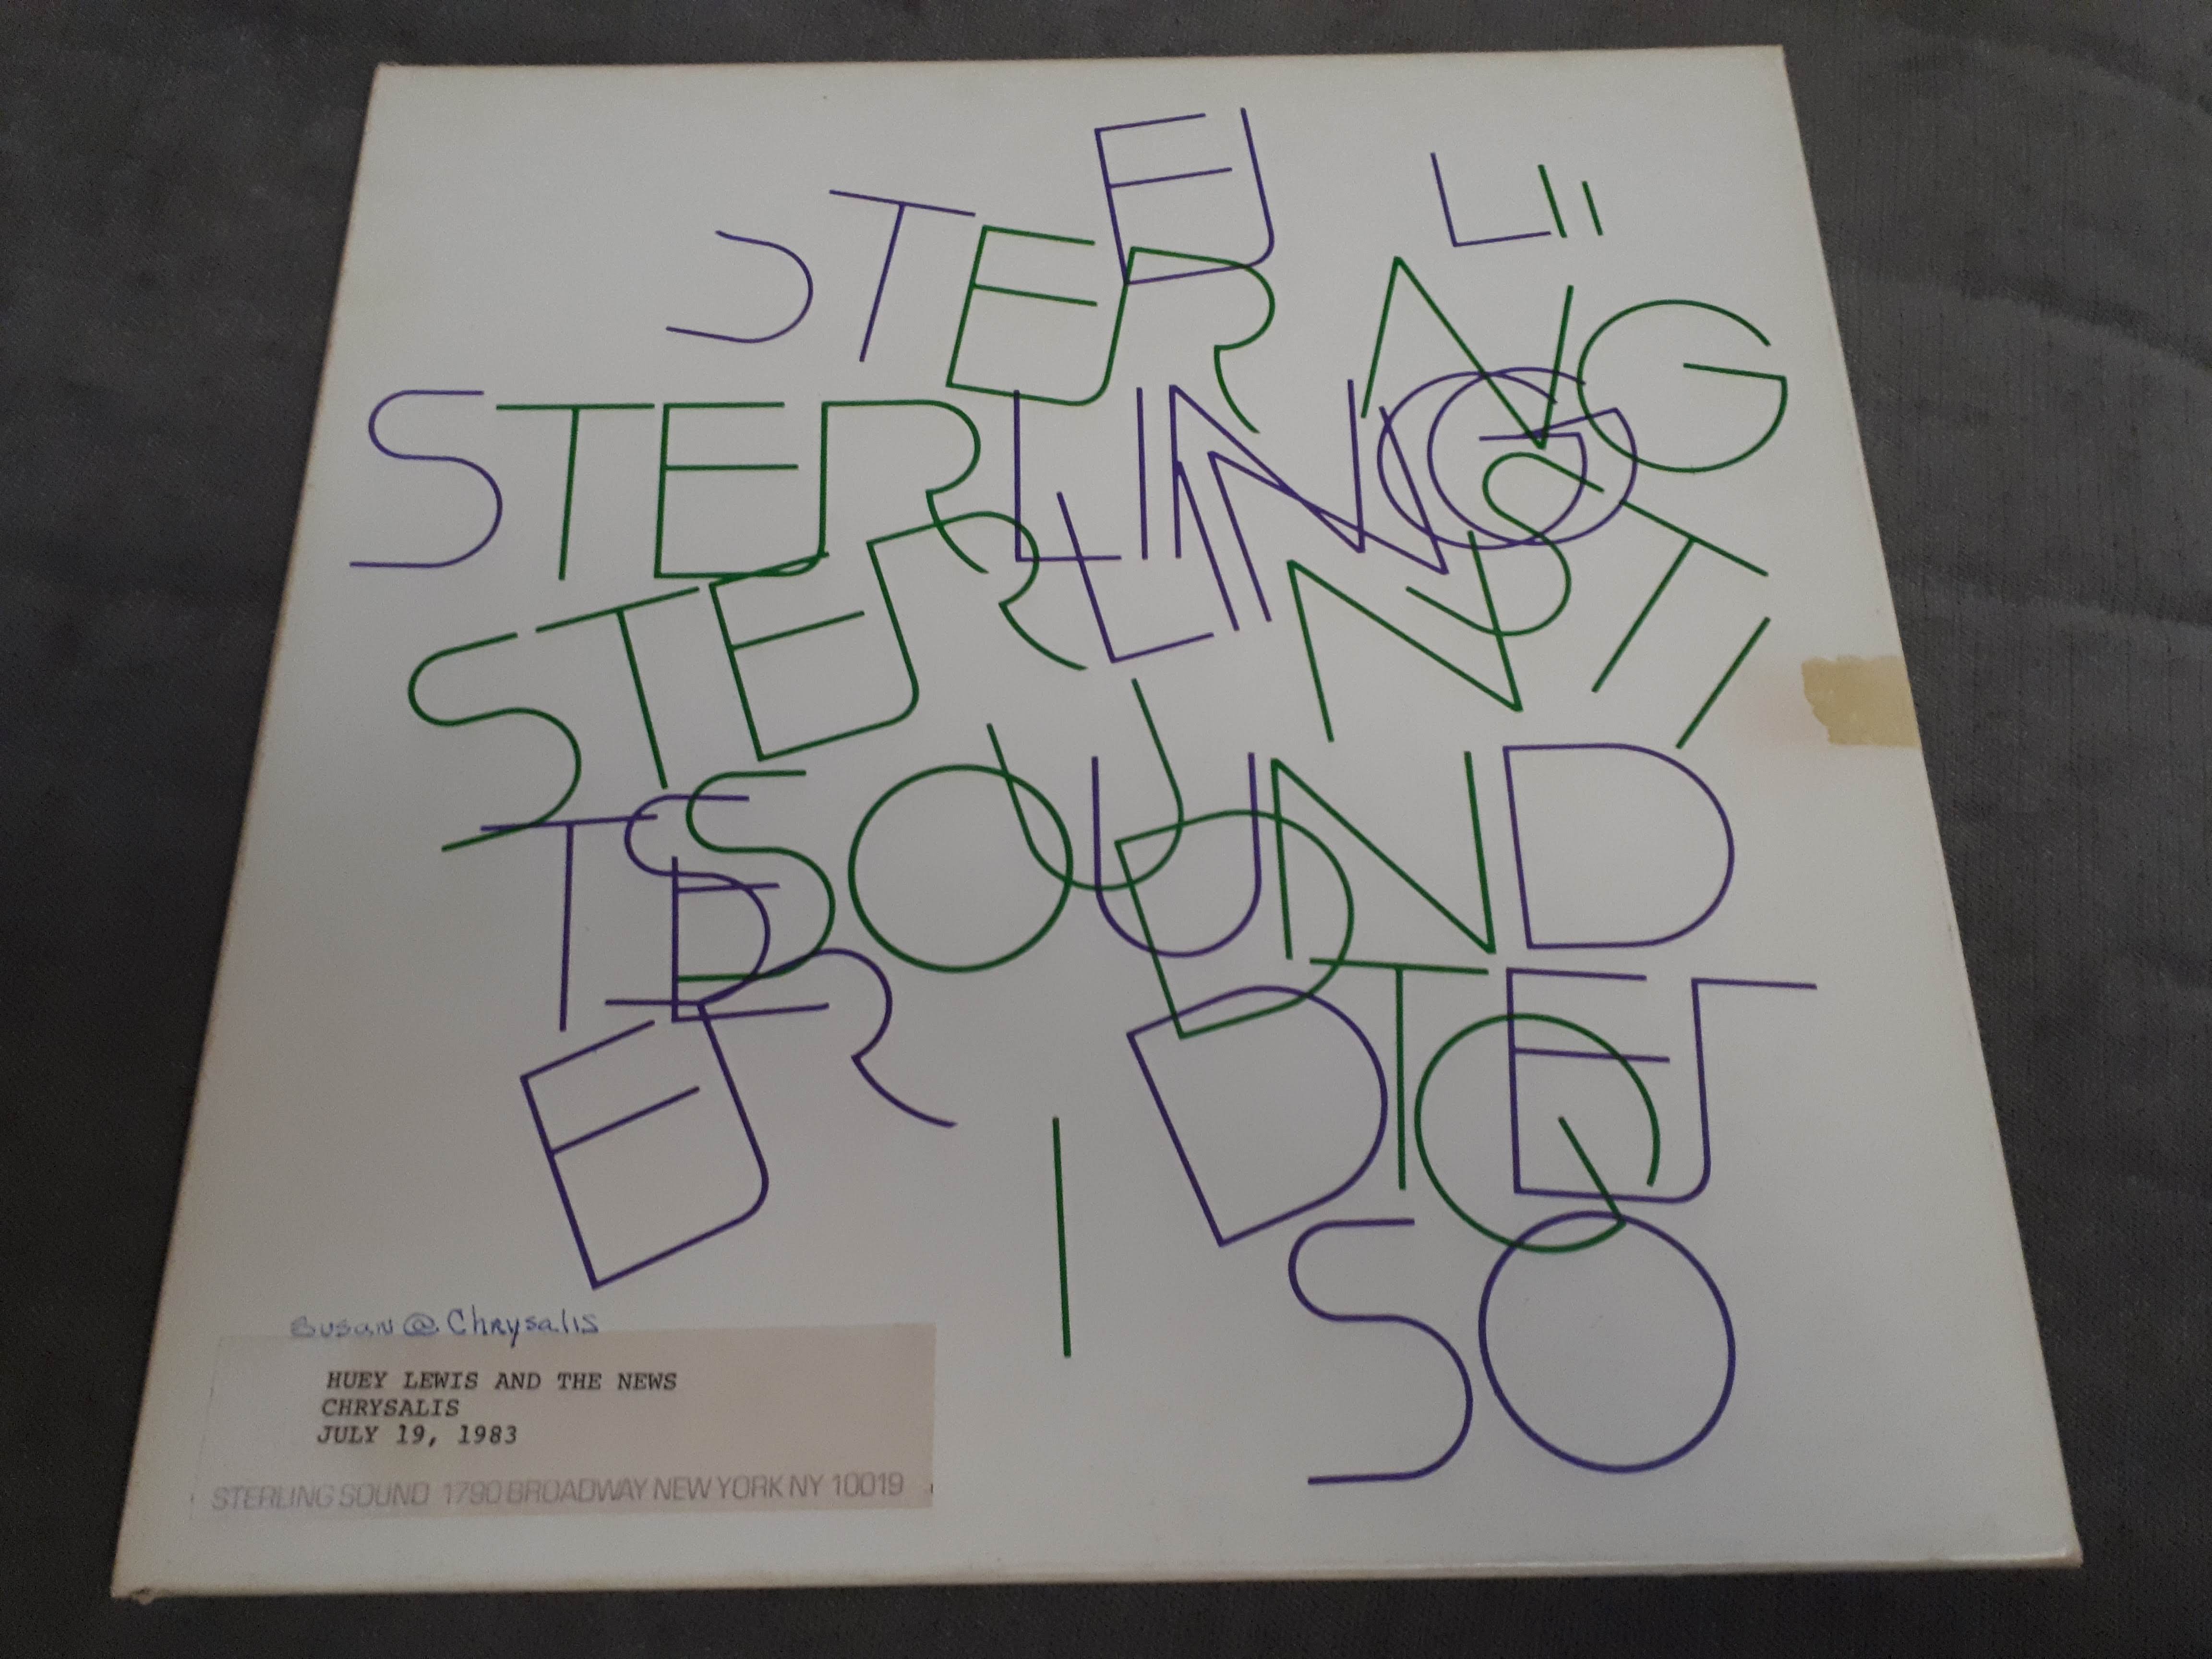 STERLING
STERLING
STERLING
SOUND
Susan @ Chrysalis
HUEY LEWIS AND THE NEWS
CHRYSALIS
JULY 19, 1983
STERLING SOUND 1790 BROADWAY NEW YORK NY 10019